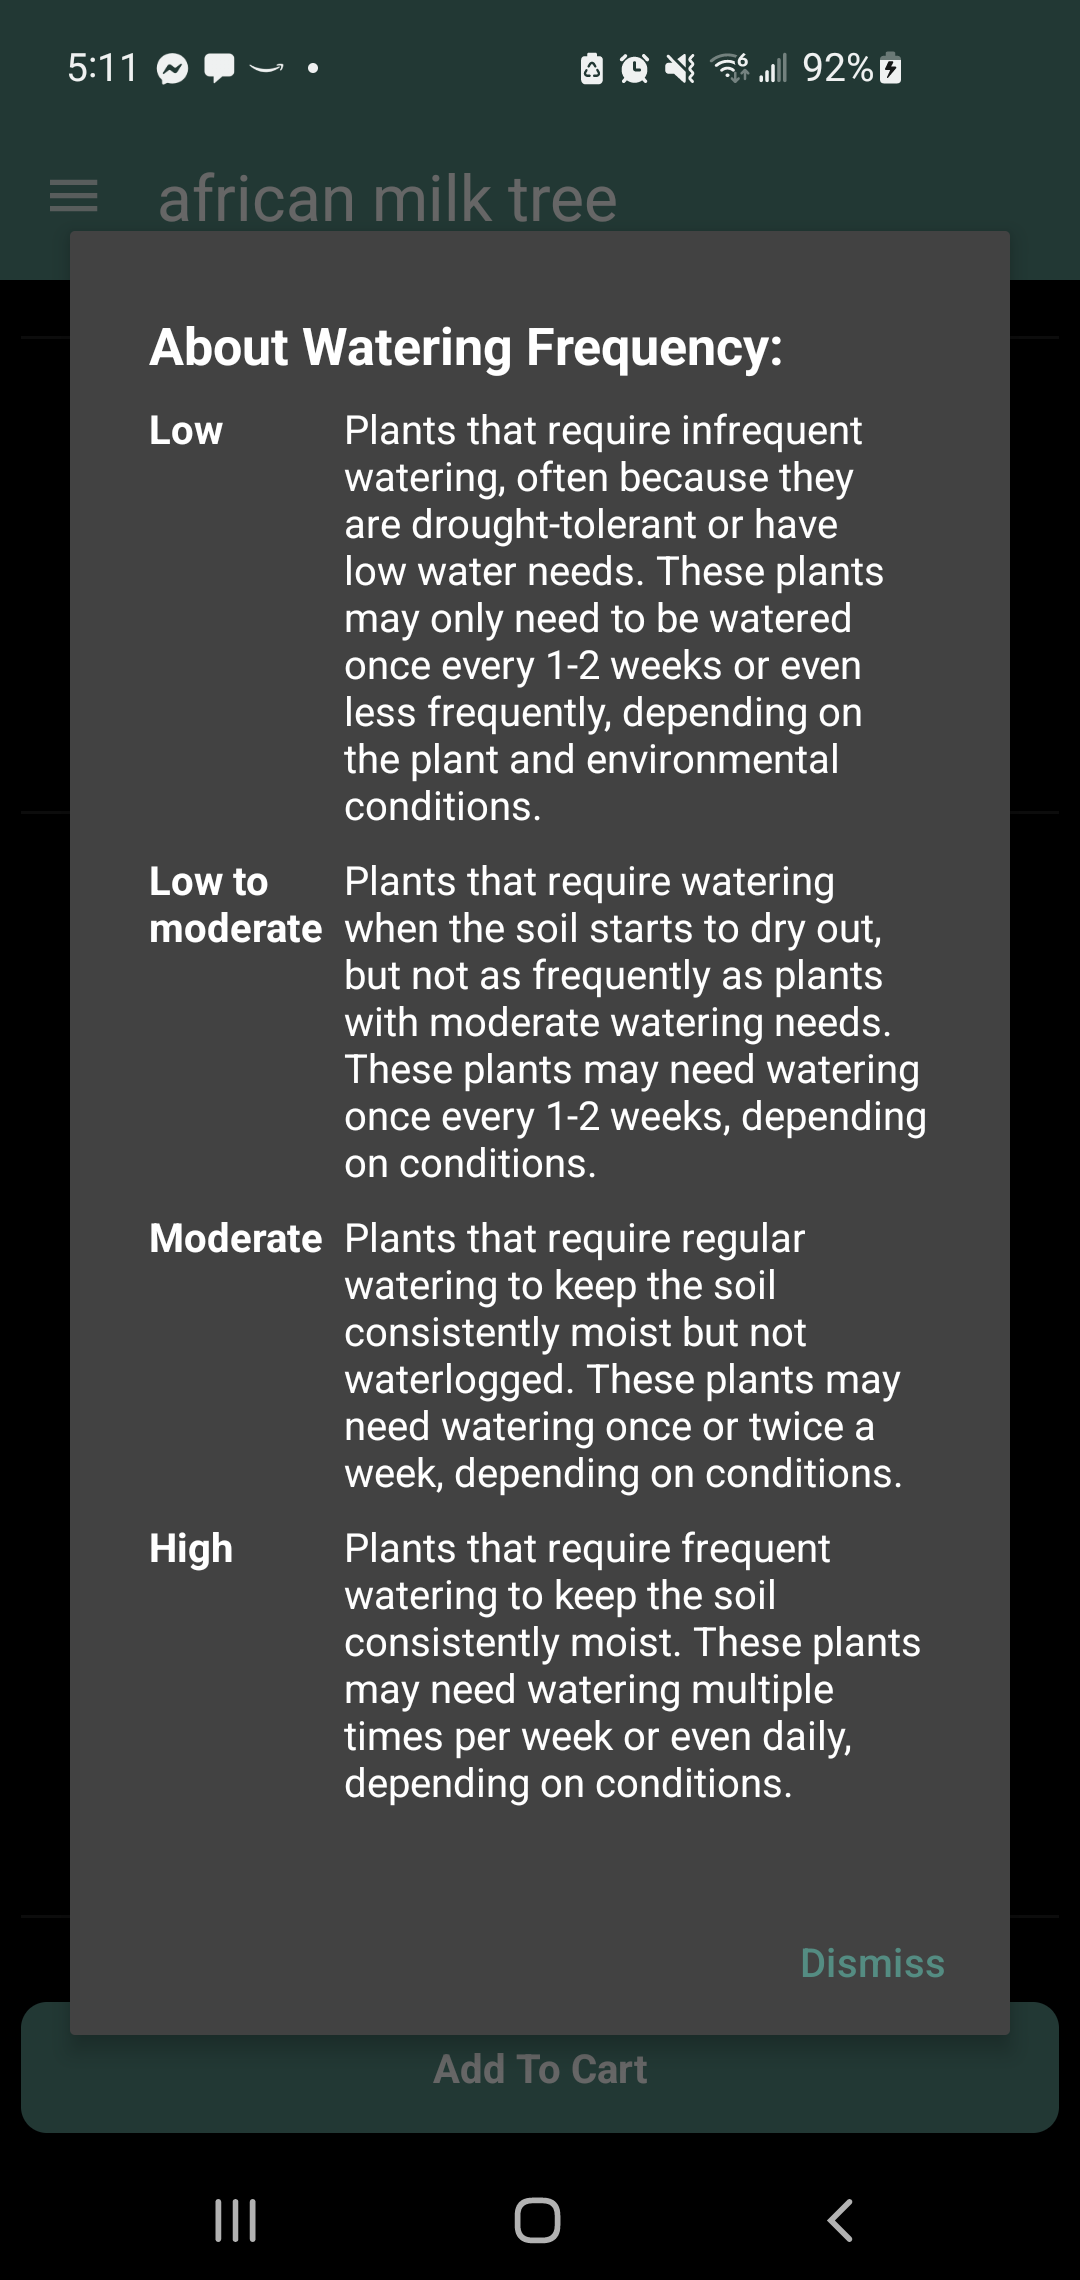 5:11
6
92%
african milk tree
About Watering Frequency:
Low
Plants that require infrequent
watering, often because they
are drought-tolerant or have
low water needs. These plants
may only need to be watered
once every 1-2 weeks or even
less frequently, depending on
the plant and environmental
conditions.
Low to
moderate
Plants that require watering
when the soil starts to dry out,
but not as frequently as plants
with moderate watering needs.
These plants may need watering
once every 1-2 weeks, depending
on conditions.
Moderate
Plants that require regular
watering to keep the soil
consistently moist but not
waterlogged. These plants may
need watering once or twice a
week, depending on conditions.
High
Plants that require frequent
watering to keep the soil
consistently moist. These plants
may need watering multiple
times per week or even daily,
depending on conditions.
Dismiss
Add To Cart